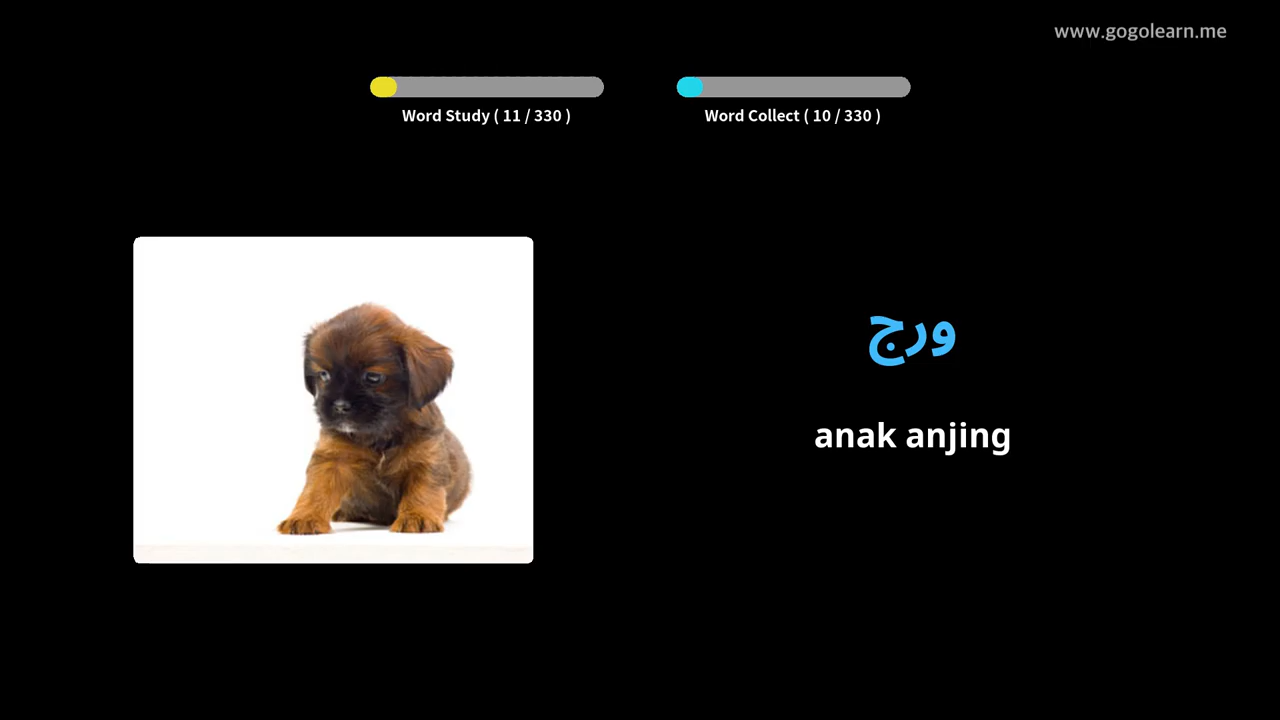 www.gogolearn.me
Word Study ( 11 / 330 )
Word Collect ( 10 / 330 )
ورج
anak anjing